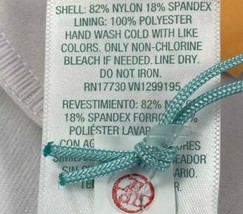 SHELL: 82% NYLON 18% SPANDEX
LINING: 100% POLYESTER
HAND WASH COLD WITH LIKE
COLORS. ONLY NON-CHLORINE
BLEACH IF NEEDED. LINE DRY.
DO NOT IRON.
RN17730 VN1299195
REVESTIMIENTO: 82%
18% SPANDEX FORRO
POLIÉSTER LAVAR
SIMILARES